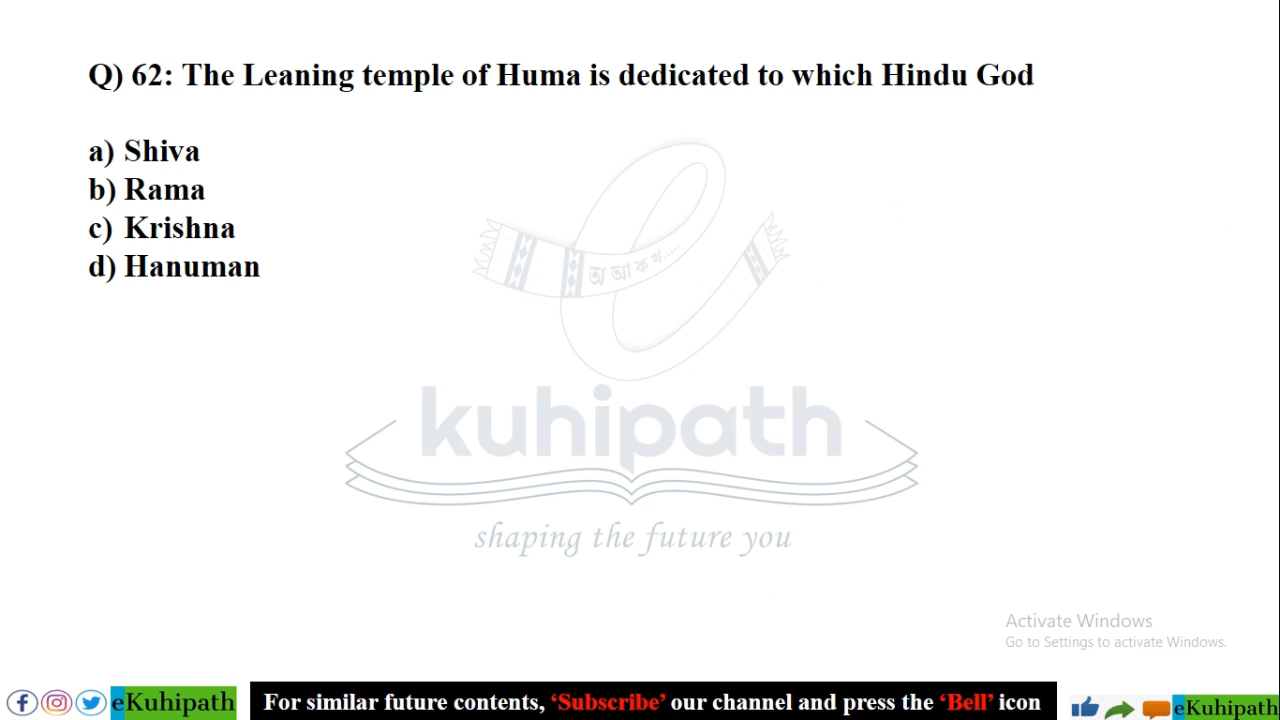 Q) 62: The Leaning temple of Huma is dedicated to which Hindu God
a) Shiva
b) Rama
c) Krishna
d) Hanuman
অ আ ক খ.....
kuhipath
shaping the future you
Activate Windows
Go to Settings to activate Windows.
eKuhipath
For similar future contents, ‘Subscribe’ our channel and press the ‘Bell’ icon
eKuhipath